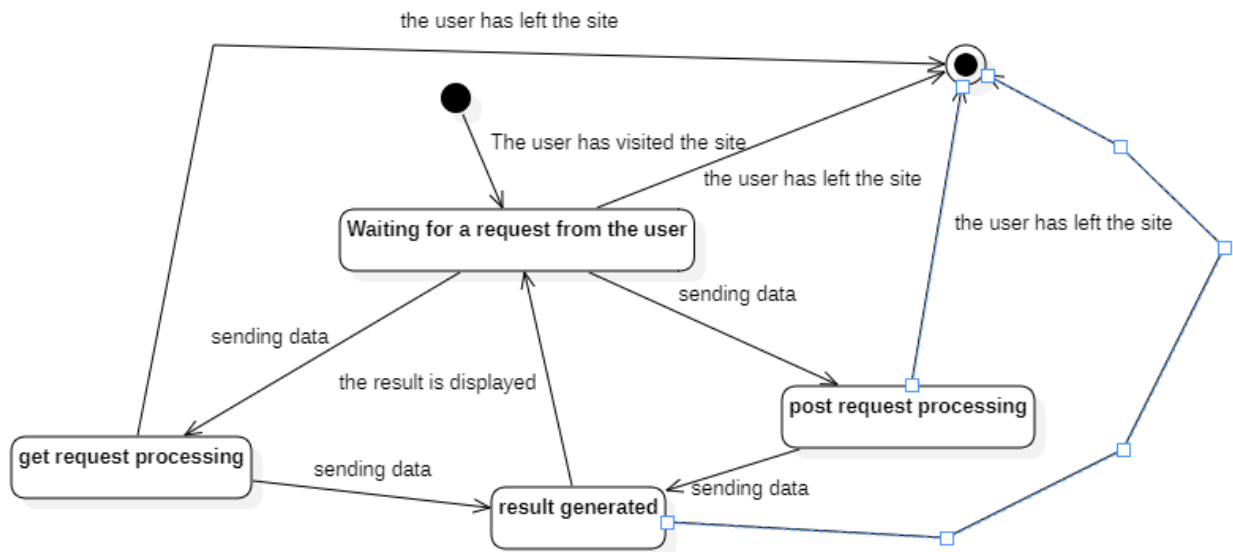 the user has left the site
The user has visited the site
the user has left the site
the user has left the site
Waiting for a request from the user
sending data
sending data
the result is displayed
post request processing
get request processing
sending data
sending data
result generated